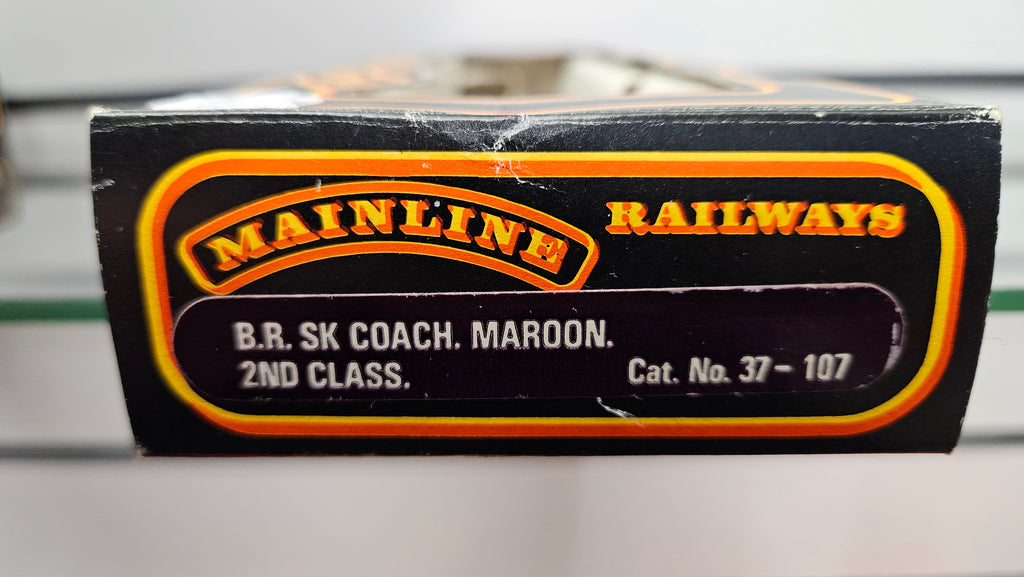 MAINLINE RAILWAYS
B.R. SK COACH. MAROON.
2ND CLASS. Cat. No. 37-107